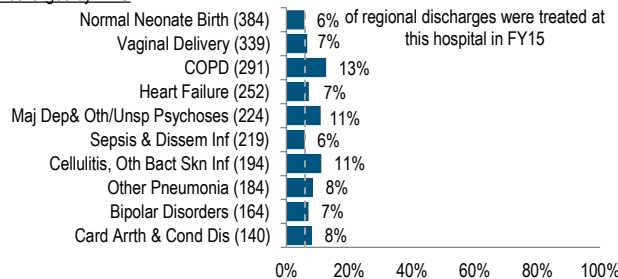 Normal Neonate Birth (384) 6% of regional discharges were treated at
this hospital in FY15
Vaginal Delivery (339) 7%
COPD (291) 13%
Heart Failure (252) 7%
Maj Dep& Oth/Unsp Psychoses (224) 11%
Sepsis & Dissem Inf (219) 6%
Cellulitis, Oth Bact Skn Inf (194) 11%
Other Pneumonia (184) 8%
Bipolar Disorders (164) 7%
Card Arrth & Cond Dis (140) 8%
0% 20% 40% 60% 80% 100%